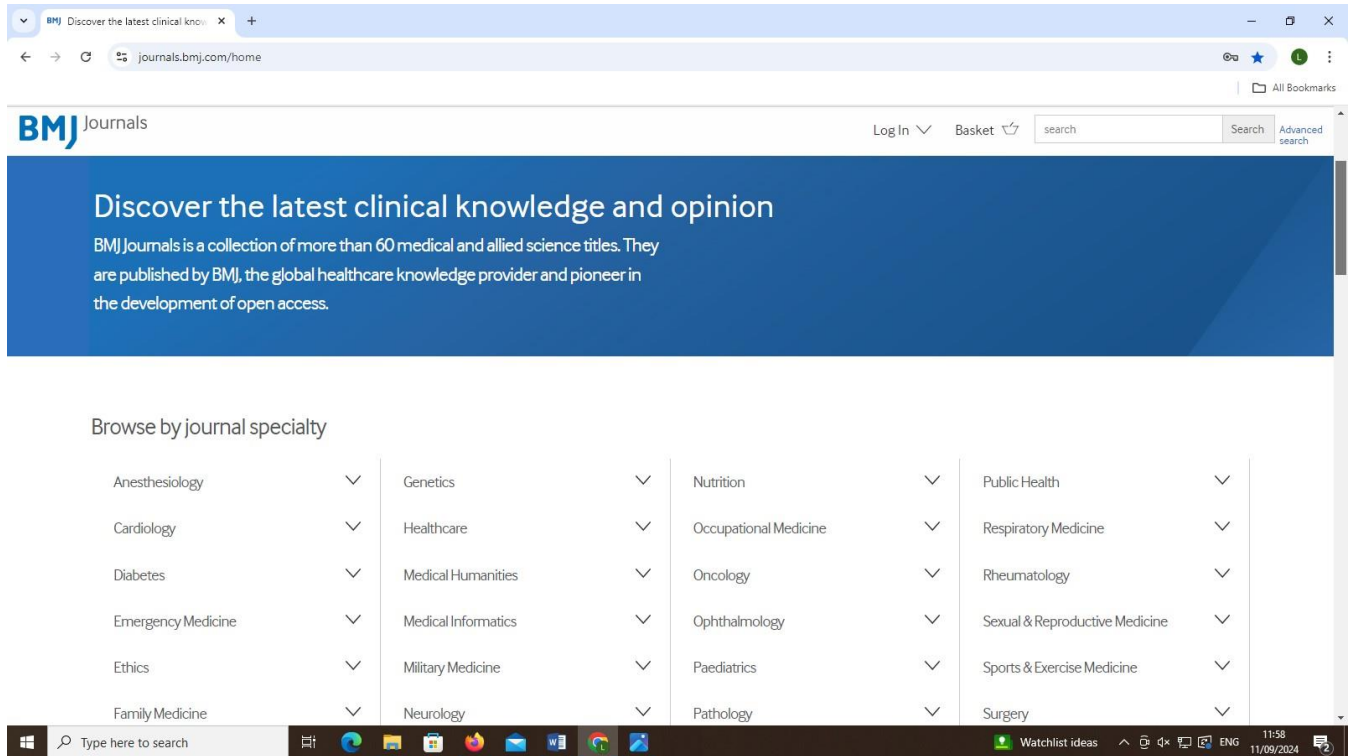 BMJ Discover the latest clinical know
journals.bmj.com/home
L
All Bookmarks
BMJ Journals
Log In
Basket
search
Search
Advanced
search
Discover the latest clinical knowledge and opinion
BMJ Journals is a collection of more than 60 medical and allied science titles. They
are published by BMJ, the global healthcare knowledge provider and pioneer in
the development of open access.
Browse by journal specialty
Anesthesiology Genetics Nutrition Public Health
Cardiology Healthcare Occupational Medicine Respiratory Medicine
Diabetes Medical Humanities Oncology Rheumatology
Emergency Medicine Medical Informatics Ophthalmology Sexual & Reproductive Medicine
Ethics Military Medicine Paediatrics Sports & Exercise Medicine
Family Medicine Neurology Pathology Surgery
Type here to search
Watchlist ideas
ENG
11:58
11/09/2024
2